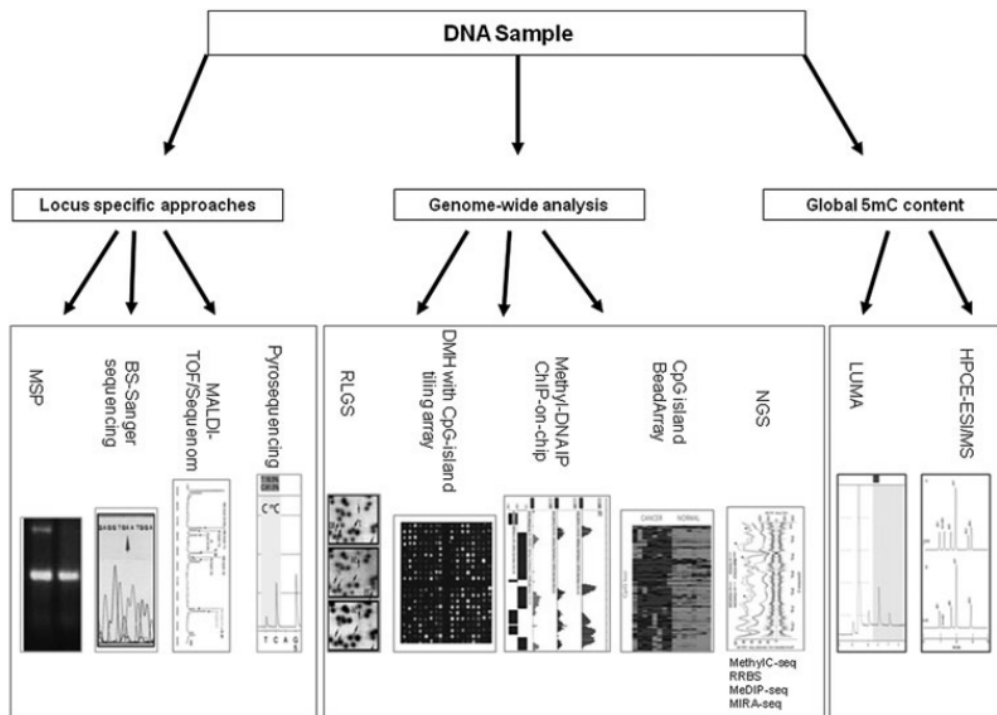 DNA Sample
Locus specific approaches
Genome-wide analysis
Global 5mC content
MSP
BS-Sanger
sequencing
MALDI-
TOF/Sequenom
Pyrosequencing
RLGS
DMH with CpG-island
tiling array
Methyl-DNAIP
ChIP-on-chip
CpG island
BeadArray
NGS
LUMA
HPCE-ESI/MS
CANCER
NORMAL
T C A G
MethylC-seq
RRBS
MeDIP-seq
MIRA-seq